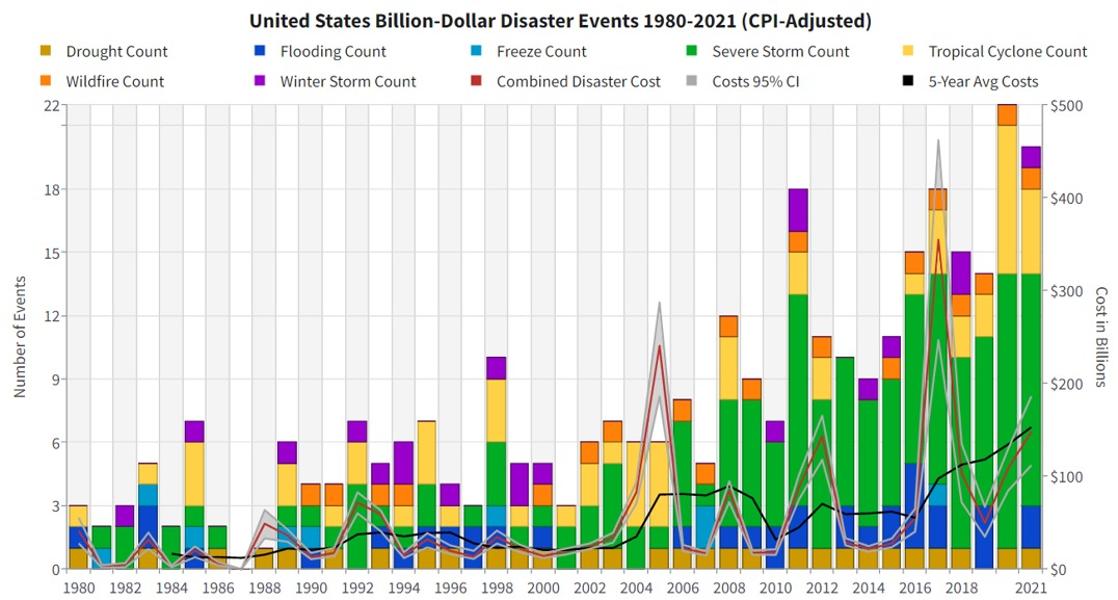 United States Billion-Dollar Disaster Events 1980-2021 (CPI-Adjusted)
Drought Count Flooding Count Freeze Count Severe Storm Count Tropical Cyclone Count
Wildfire Count Winter Storm Count Combined Disaster Cost Costs 95% CI 5-Year Avg Costs
22 $500
18 $400
15
$300
12
9 $200
6
$100
3
0 $0
Number of Events
Cost in Billions
1980 1982 1984 1986 1988 1990 1992 1994 1996 1998 2000 2002 2004 2006 2008 2010 2012 2014 2016 2018 2021